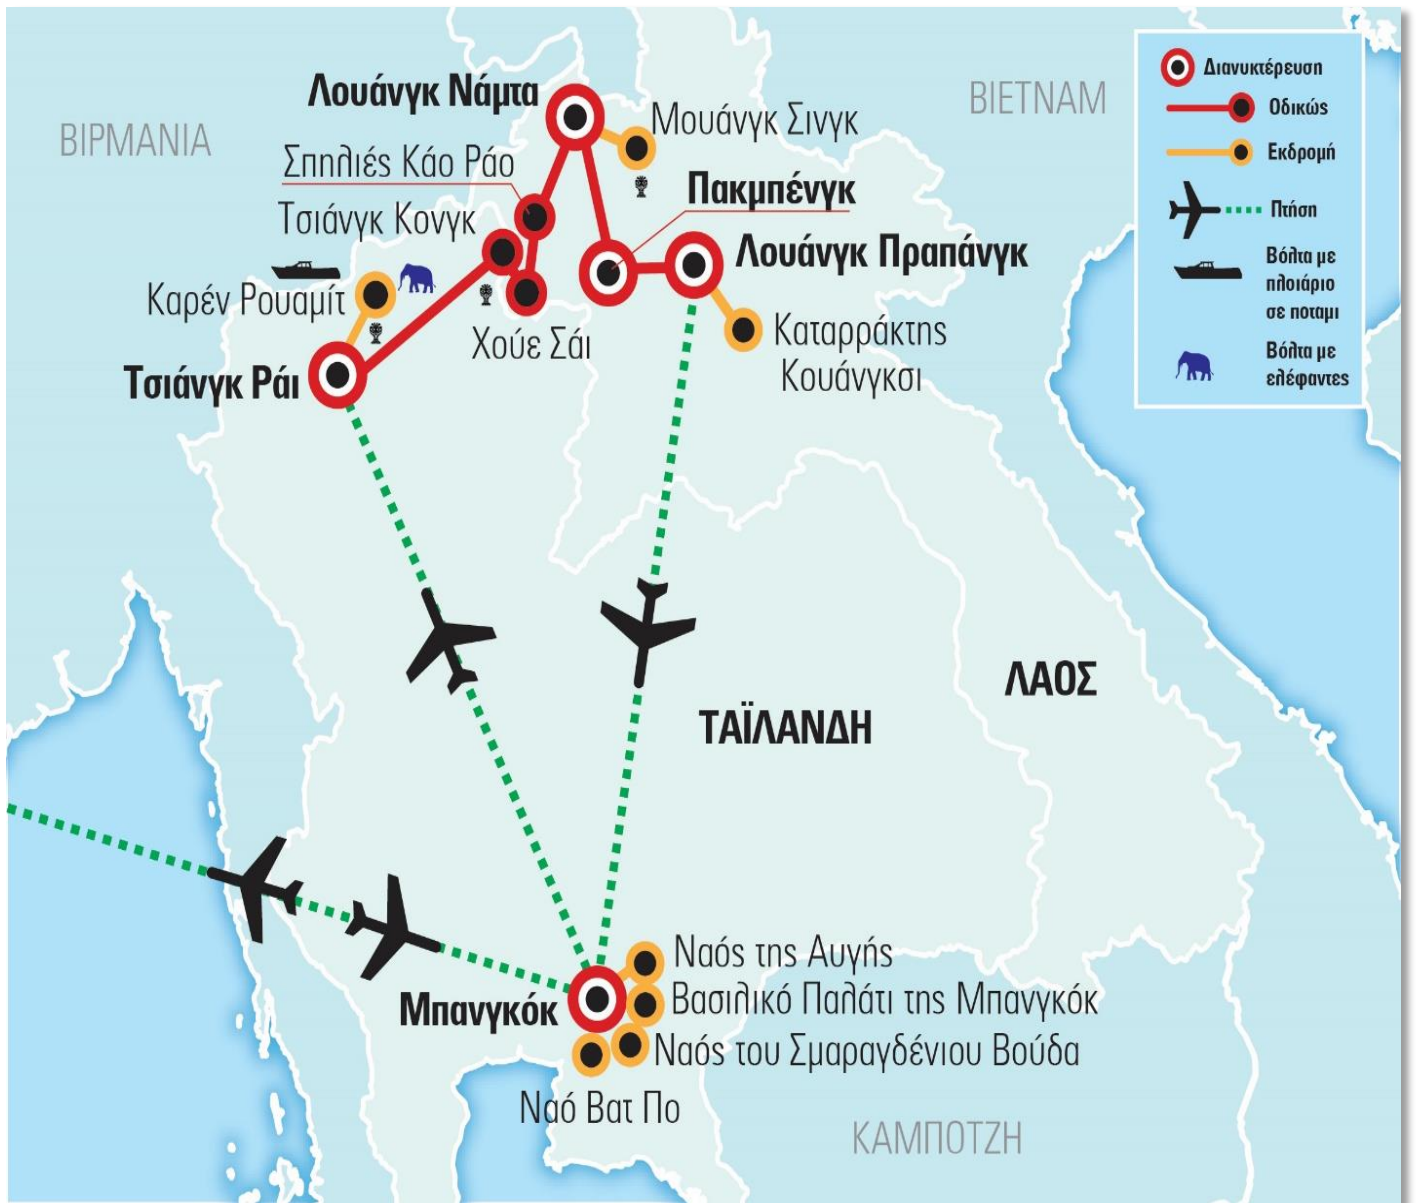 Λουάνγκ Νάμτα
Μουάνγκ Σινγκ
ΒΙΕΤΝΑΜ
ΒΙΡΜΑΝΙΑ
Σπηλιές Κάο Ράο
Πακμπένγκ
Τσιάνγκ Κονγκ
Λουάνγκ Πραπάνγκ
Καρέν Ρουαμίτ
Χούε Σάι
Καταρράκτης
Κουάνγκσι
Τσιάνγκ Ράι
Διανυκτέρευση
Οδικώς
Εκδρομή
Πτήση
Βόλτα με
πλοιάριο
σε ποταμι
Βόλτα με
ελέφαντες
ΛΑΟΣ
ΤΑΪΛΑΝΔΗ
Ναός της Αυγής
Βασιλικό Παλάτι της Μπανγκόκ
Μπανγκόκ
Ναός του Σμαραγδένιου Βούδα
Ναό Βατ Πο
ΚΑΜΠΟΤΖΗ